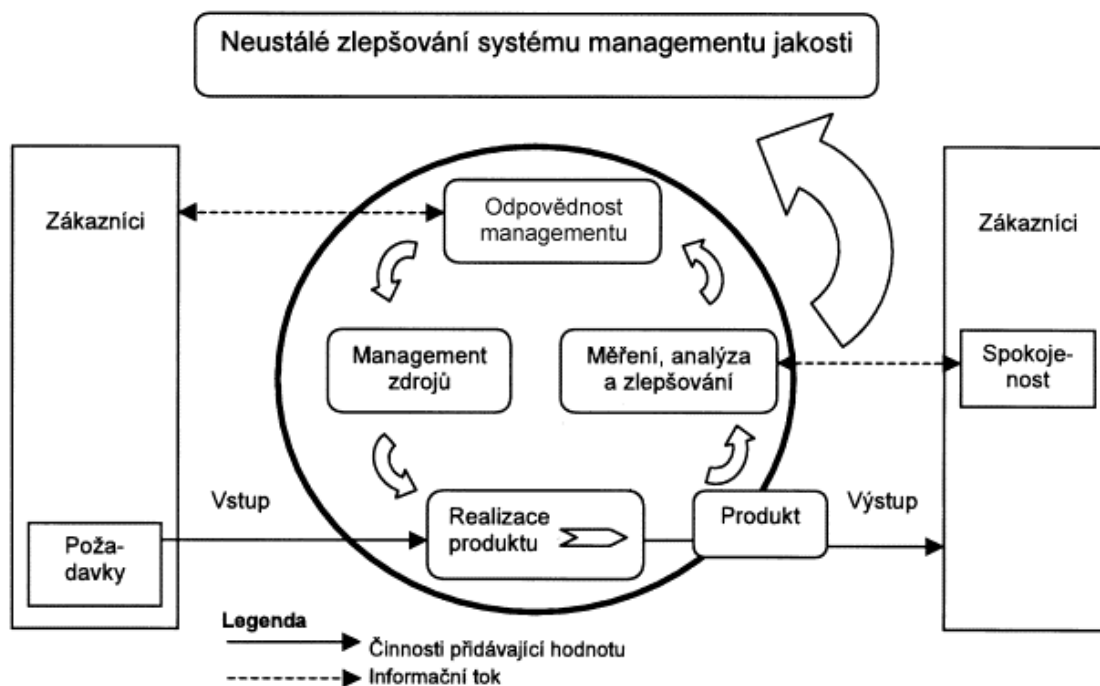 Neustálé zlepšování systému managementu jakosti
Zákazníci
Odpovědnost
managementu
Zákazníci
Management
zdrojů
Měření, analýza
a zlepšování
Spokoje-
nost
Vstup
Realizace
produktu
Produkt
Výstup
Poža-
davky
Legenda
Činnosti přidávající hodnotu
Informační tok